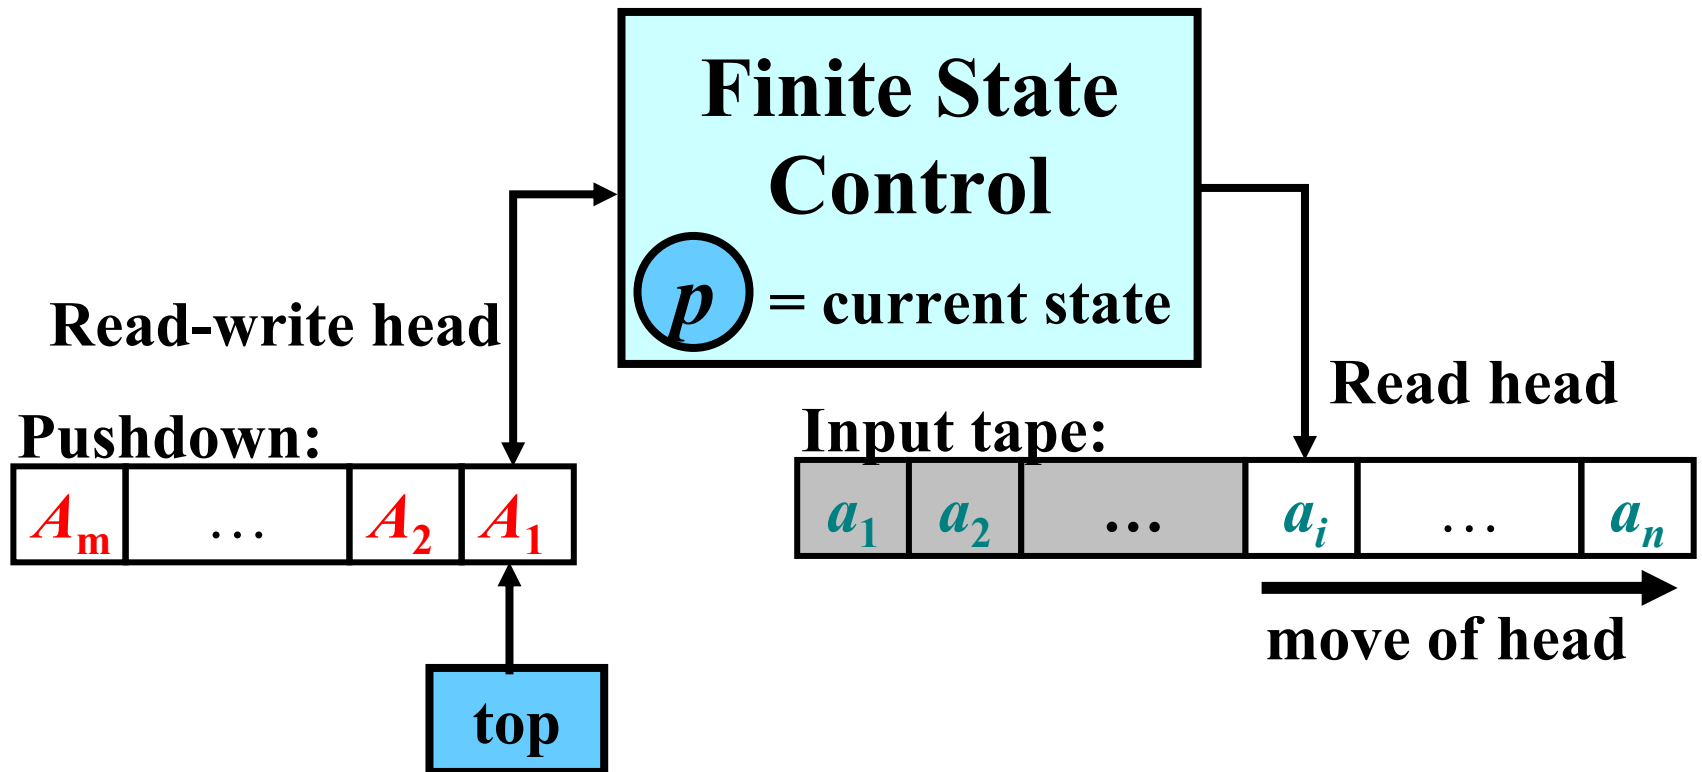 Finite State
Control
p = current state
Read-write head
Read head
Pushdown:
Input tape:
Aₘ … A₂ A₁
a₁ a₂ … aᵢ … aₙ
move of head
top